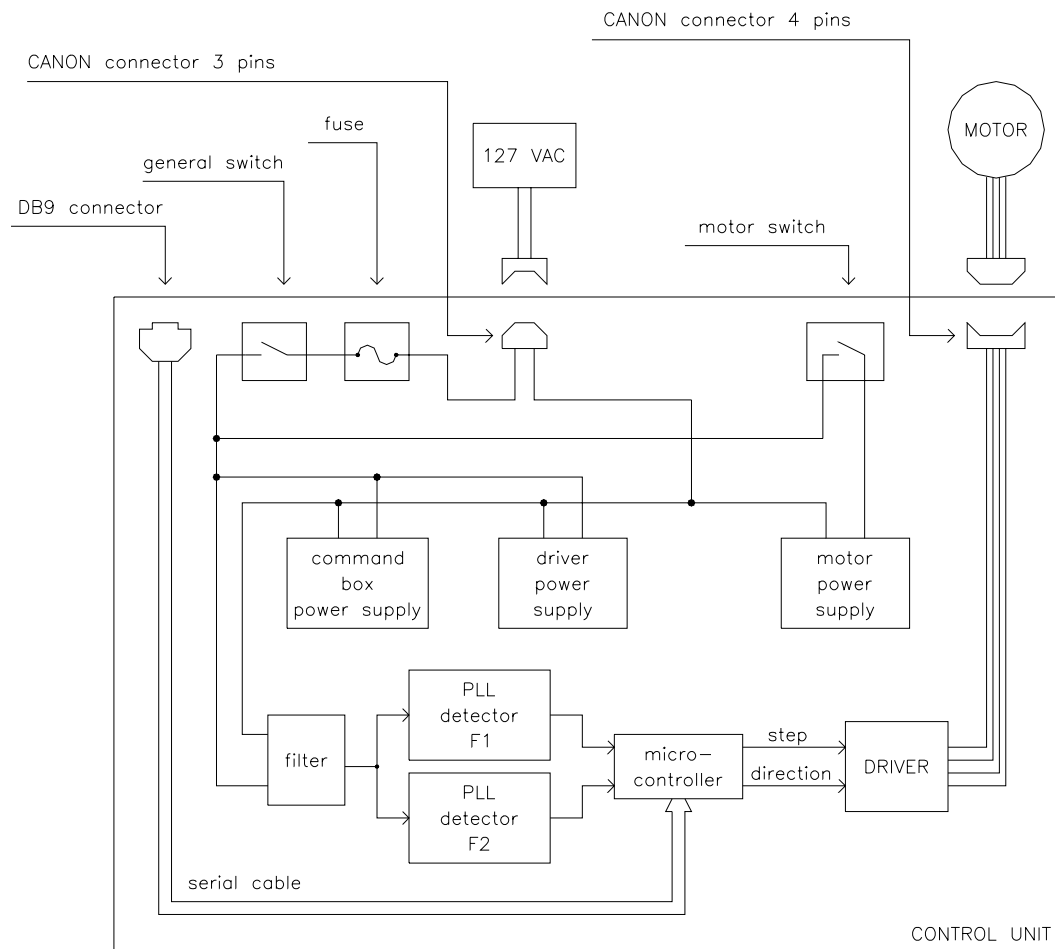 CANON connector 4 pins
CANON connector 3 pins
fuse
127 VAC
MOTOR
general switch
DB9 connector
motor switch
command
box
power supply
driver
power
supply
motor
power
supply
PLL
detector
F1
filter
micro-
controller
step
direction
DRIVER
PLL
detector
F2
serial cable
CONTROL UNIT